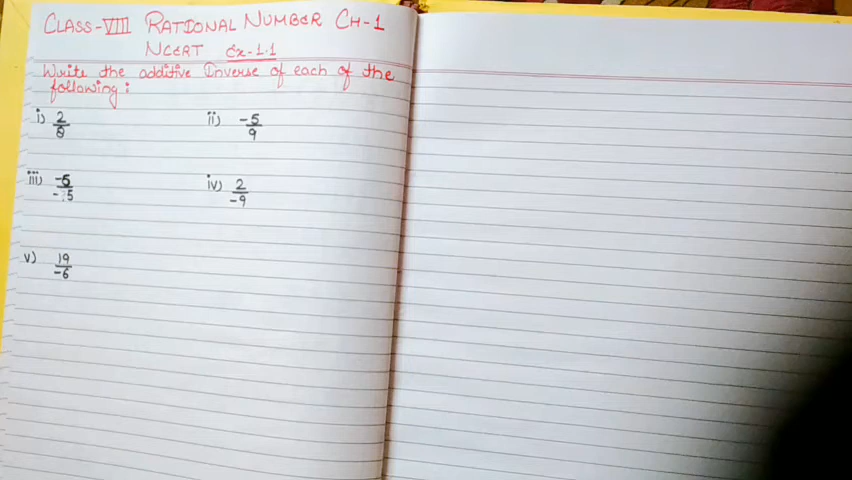 CLASS-VIII RATIONAL NUMBER CH-1
NCERT Ex-1.1
Write the additive Inverse of each of the
following:
i) 2/8 ii) -5/9
iii) -6/-5 iv) 2/-9
v) 19/-6